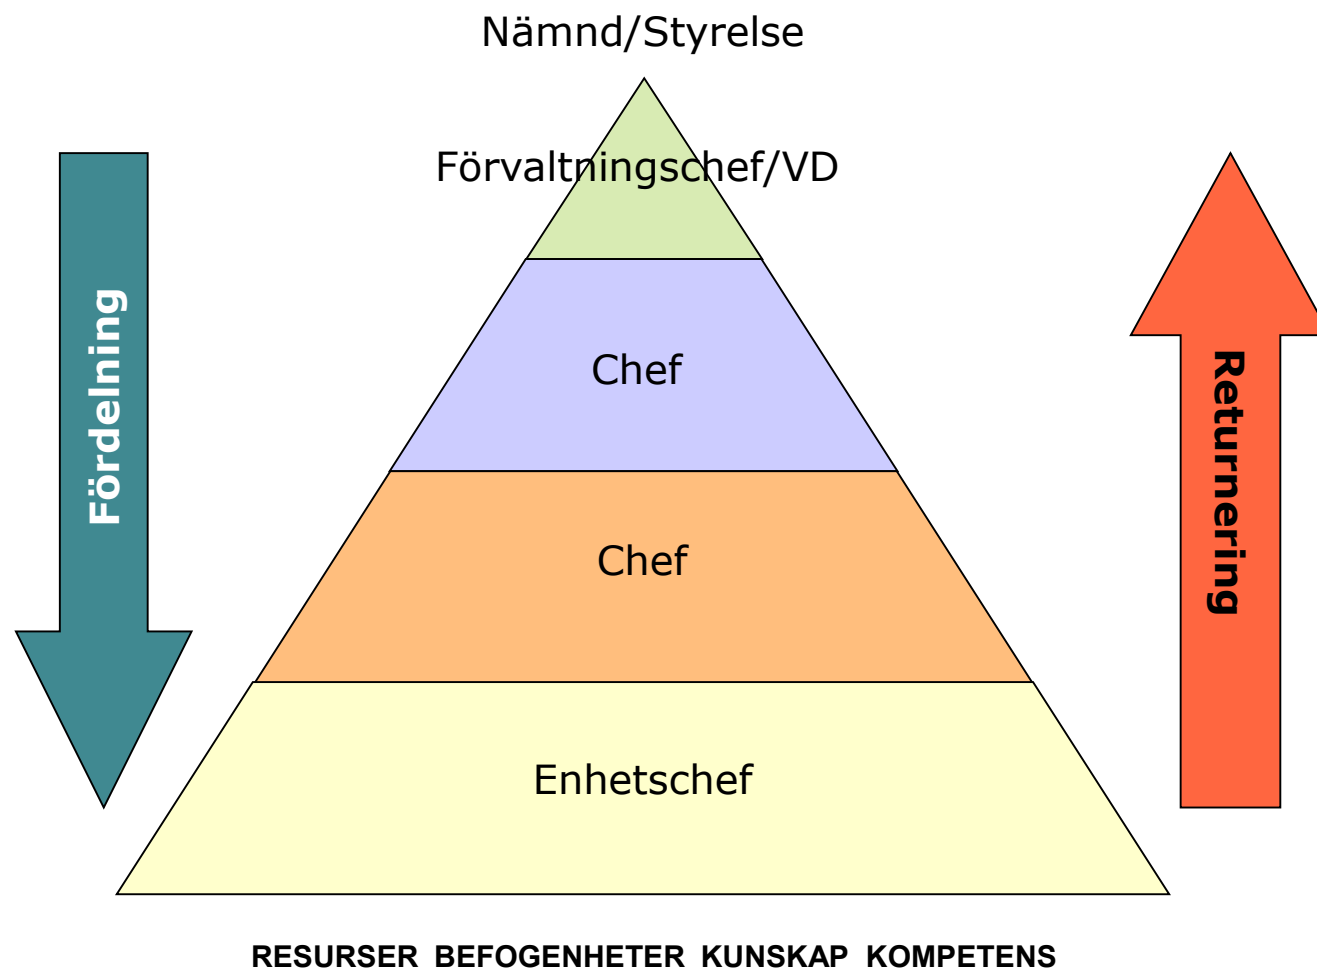 Nämnd/Styrelse
Förvaltningschef/VD
Fördelning
Returnering
Chef
Chef
Enhetschef
RESURSER BEFOGENHETER KUNSKAP KOMPETENS